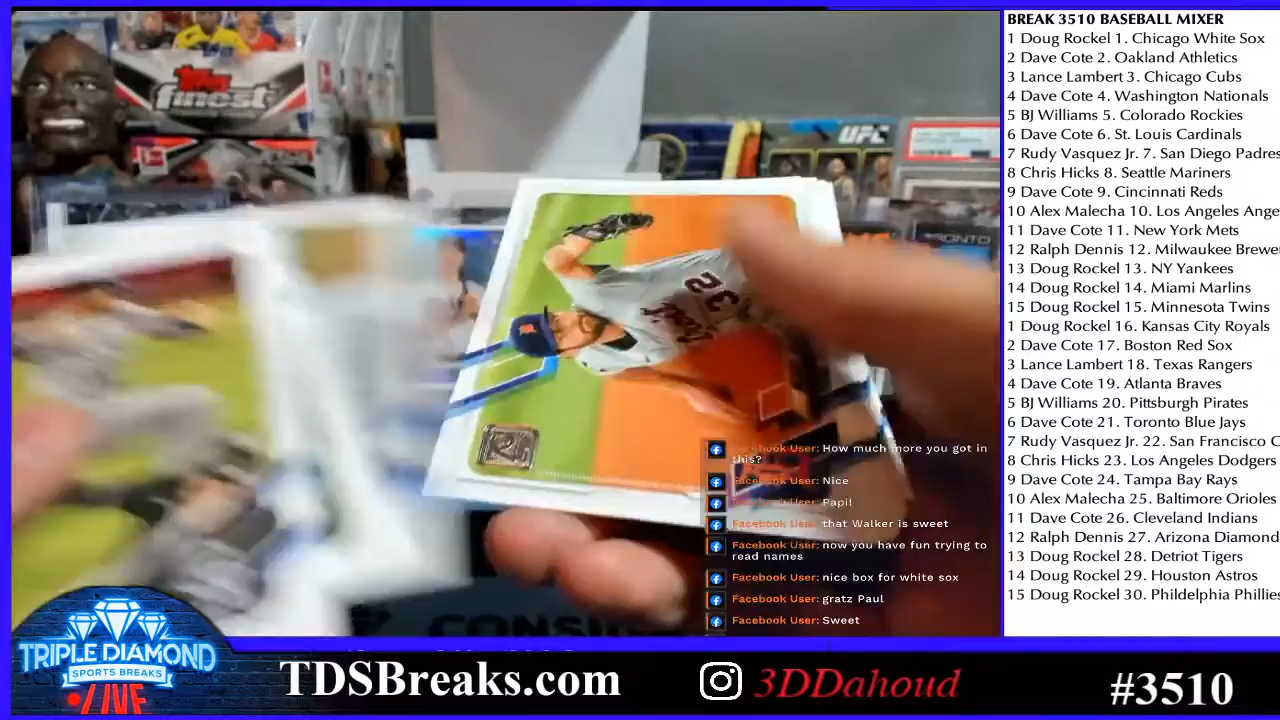 BREAK 3510 BASEBALL MIXER
1 Doug Rockel 1. Chicago White Sox
2 Dave Cote 2. Oakland Athletics
3 Lance Lambert 3. Chicago Cubs
4 Dave Cote 4. Washington Nationals
5 BJ Williams 5. Colorado Rockies
6 Dave Cote 6. St. Louis Cardinals
7 Rudy Vasquez Jr. 7. San Diego Padres
8 Chris Hicks 8. Seattle Mariners
9 Dave Cote 9. Cincinnati Reds
10 Alex Malecha 10. Los Angeles Ange
11 Dave Cote 11. New York Mets
12 Ralph Dennis 12. Milwaukee Brewe
13 Doug Rockel 13. NY Yankees
14 Doug Rockel 14. Miami Marlins
15 Doug Rockel 15. Minnesota Twins
1 Doug Rockel 16. Kansas City Royals
2 Dave Cote 17. Boston Red Sox
3 Lance Lambert 18. Texas Rangers
4 Dave Cote 19. Atlanta Braves
5 BJ Williams 20. Pittsburgh Pirates
6 Dave Cote 21. Toronto Blue Jays
7 Rudy Vasquez Jr. 22. San Francisco G
8 Chris Hicks 23. Los Angeles Dodgers
9 Dave Cote 24. Tampa Bay Rays
10 Alex Malecha 25. Baltimore Orioles
11 Dave Cote 26. Cleveland Indians
12 Ralph Dennis 27. Arizona Diamond
13 Doug Rockel 28. Detriot Tigers
14 Doug Rockel 29. Houston Astros
15 Doug Rockel 30. Phildelphia Phillies
Topps
finest
UFC
32
Facebook User: How much more you got in
this?
Facebook User: Nice
Facebook User: Papi!
Facebook User: that Walker is sweet
Facebook User: now you have fun trying to
read names
Facebook User: nice box for white sox
Facebook User: gratz Paul
Facebook User: Sweet
TRIPLE DIAMOND
SPORTS BREAKS
LIVE
TDSBreaks.com
3DDahoud
#3510